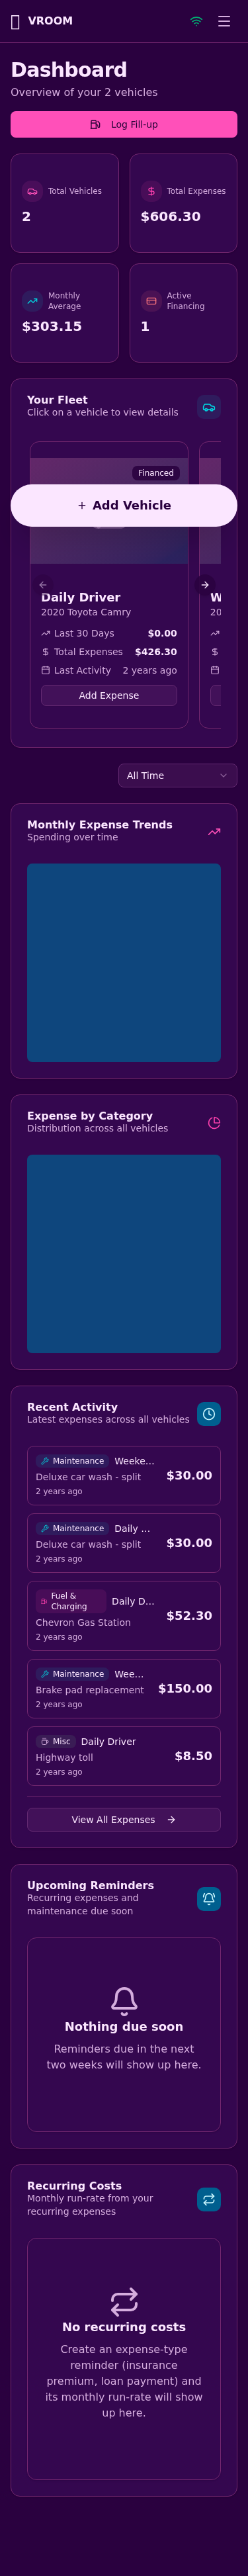 VROOM
Dashboard
Overview of your 2 vehicles
Log Fill-up
Total Vehicles
2
Total Expenses
$606.30
Monthly
Average
$303.15
Active
Financing
1
Your Fleet
Click on a vehicle to view details
Financed
+ Add Vehicle
Daily Driver
2020 Toyota Camry
Last 30 Days $0.00
Total Expenses $426.30
Last Activity 2 years ago
Add Expense
W
20
All Time
Monthly Expense Trends
Spending over time
Expense by Category
Distribution across all vehicles
Recent Activity
Latest expenses across all vehicles
Maintenance Weeke...
Deluxe car wash - split
2 years ago
$30.00
Maintenance Daily ...
Deluxe car wash - split
2 years ago
$30.00
Fuel &
Charging
Daily D...
Chevron Gas Station
2 years ago
$52.30
Maintenance Wee...
Brake pad replacement
2 years ago
$150.00
Misc Daily Driver
Highway toll
2 years ago
$8.50
View All Expenses
Upcoming Reminders
Recurring expenses and
maintenance due soon
Nothing due soon
Reminders due in the next
two weeks will show up here.
Recurring Costs
Monthly run-rate from your
recurring expenses
No recurring costs
Create an expense-type
reminder (insurance
premium, loan payment) and
its monthly run-rate will show
up here.